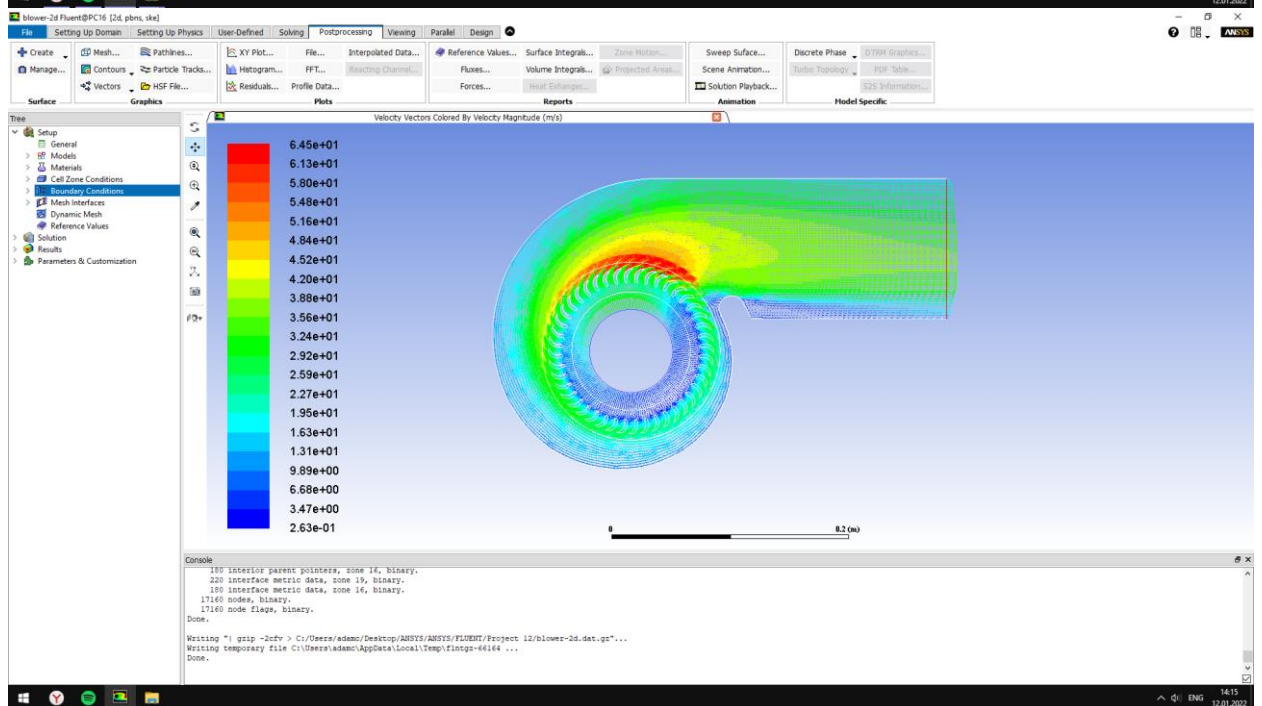 12.01.2022
blower-2d Fluent@PC16 [2d, pbns, ske]
File Setting Up Domain Setting Up Physics User-Defined Solving Postprocessing Viewing Parallel Design
ANSYS
Create Mesh... Pathlines... XY Plot... File... Interpolated Data... Reference Values... Surface Integrals... Zone Motion... Sweep Suface... Discrete Phase DTRM Graphics...
Manage... Contours Particle Tracks... Histogram... FFT... Reacting Channel... Fluxes... Volume Integrals... Projected Areas... Scene Animation... Turbo Topology PDF Table...
Vectors HSF File... Residuals... Profile Data... Forces... Heat Exhanger... Solution Playback... S2S Information...
Surface Graphics Plots Reports Animation Model Specific
Tree
Velocity Vectors Colored By Velocity Magnitude (m/s)
Setup
General
Models
Materials
Cell Zone Conditions
Boundary Conditions
Mesh Interfaces
Dynamic Mesh
Reference Values
Solution
Results
Parameters & Customization
6.45e+01
6.13e+01
5.80e+01
5.48e+01
5.16e+01
4.84e+01
4.52e+01
4.20e+01
3.88e+01
3.56e+01
3.24e+01
2.92e+01
2.59e+01
2.27e+01
1.95e+01
1.63e+01
1.31e+01
9.89e+00
6.68e+00
3.47e+00
2.63e-01
0 0.2 (m)
Console
180 interior parent pointers, zone 16, binary.
220 interface metric data, zone 19, binary.
180 interface metric data, zone 16, binary.
17160 nodes, binary.
17160 node flags, binary.
Done.
Writing "| gzip -2cfv > C:/Users/adamc/Desktop/ANSYS/ANSYS/FLUENT/Project 12/blower-2d.dat.gz"...
Writing temporary file C:\Users\adamc\AppData\Local\Temp\flntgz-66164 ...
Done.
ENG
14:15
12.01.2022